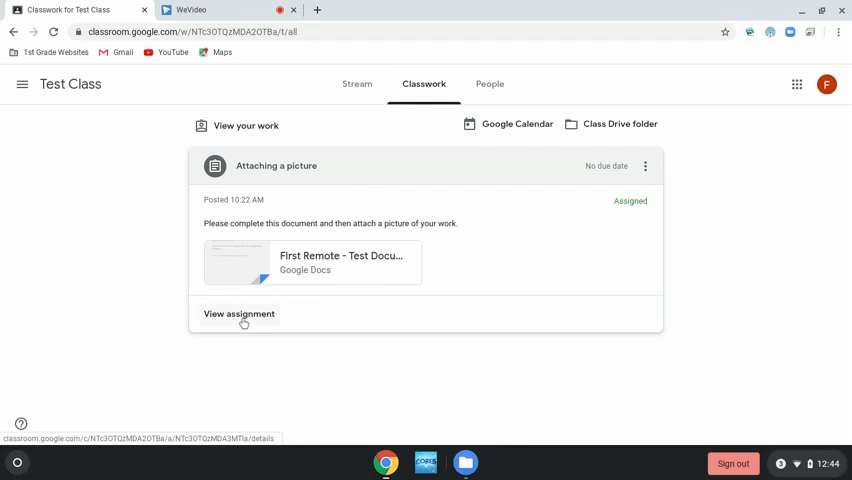 Classwork for Test Class
WeVideo
classroom.google.com/w/NTc3OTQzMDA2OTBa/t/all
1st Grade Websites
Gmail
YouTube
Maps
Test Class
Stream
Classwork
People
F
View your work
Google Calendar
Class Drive folder
Attaching a picture
No due date
Posted 10:22 AM
Assigned
Please complete this document and then attach a picture of your work.
First Remote - Test Docu...
Google Docs
View assignment
classroom.google.com/c/NTc3OTQzMDA2OTBa/a/NTc3OTQzMDA3MTIa/details
CORE5
Sign out
3
12:44